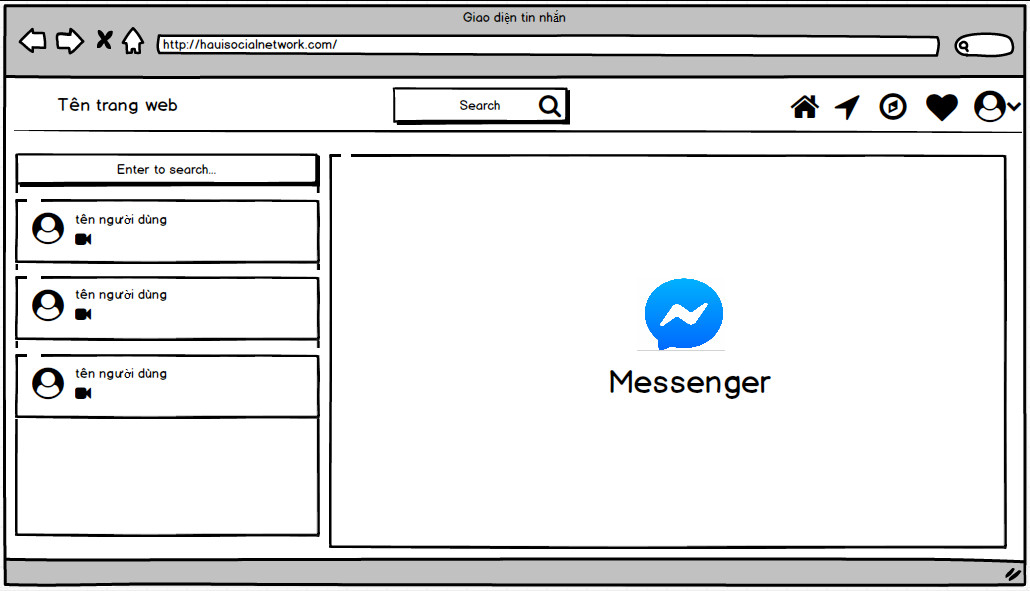 Giao diện tin nhắn
http://hauisocialnetwork.com/
Tên trang web
Search
Enter to search...
tên người dùng
tên người dùng
tên người dùng
Messenger